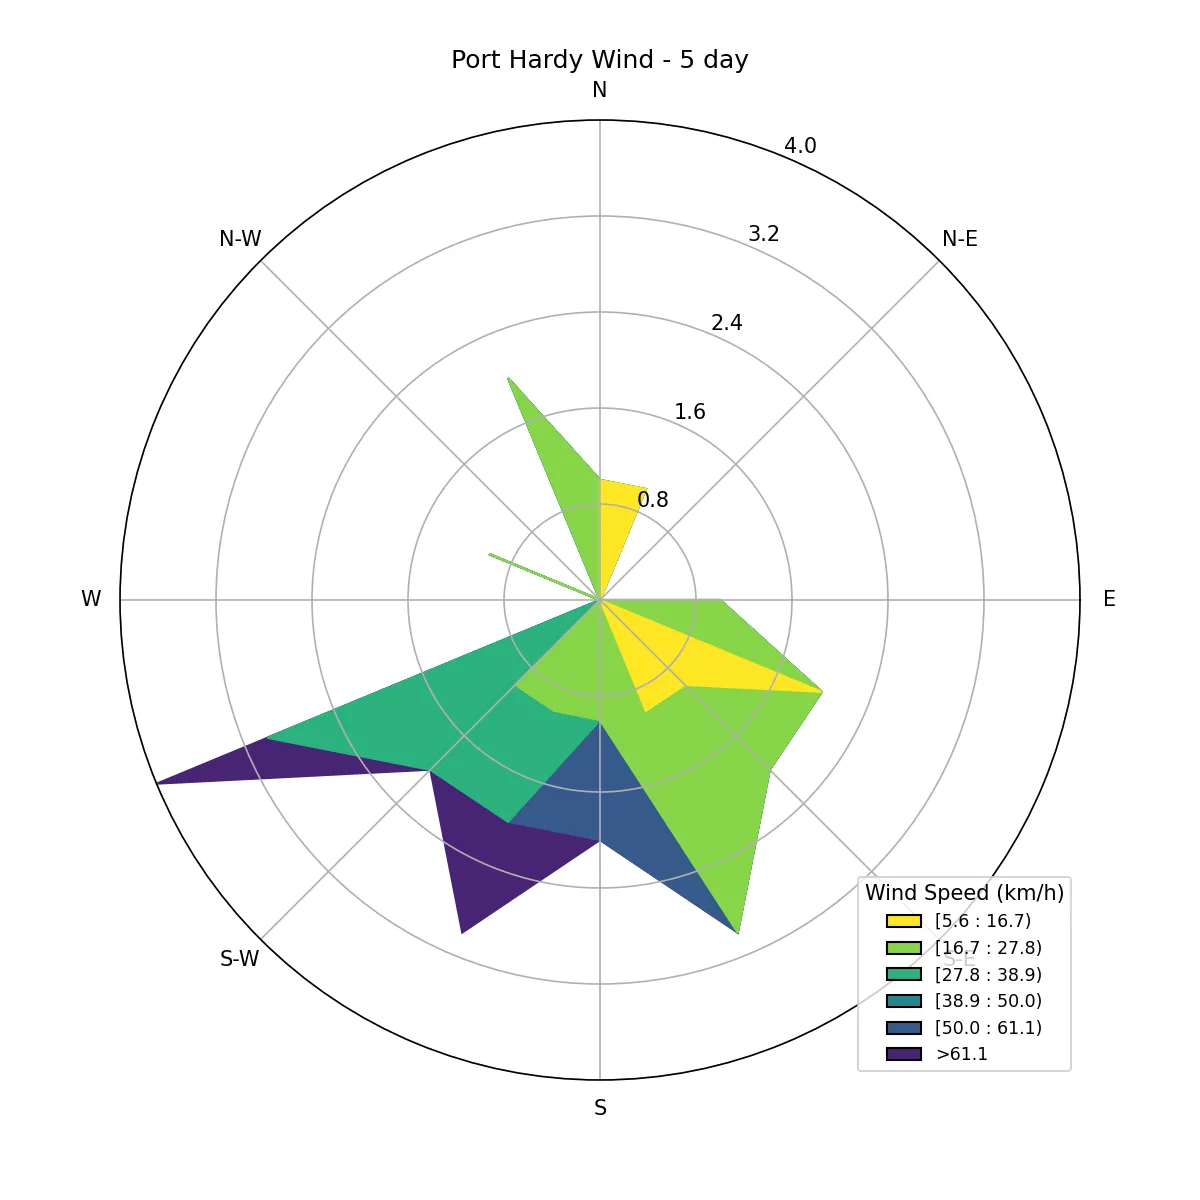 Port Hardy Wind - 5 day
N
4.0
N-W
3.2
N-E
2.4
1.6
0.8
W
E
S-W
S-E
S
Wind Speed (km/h)
[5.6 : 16.7)
[16.7 : 27.8)
[27.8 : 38.9)
[38.9 : 50.0)
[50.0 : 61.1)
>61.1